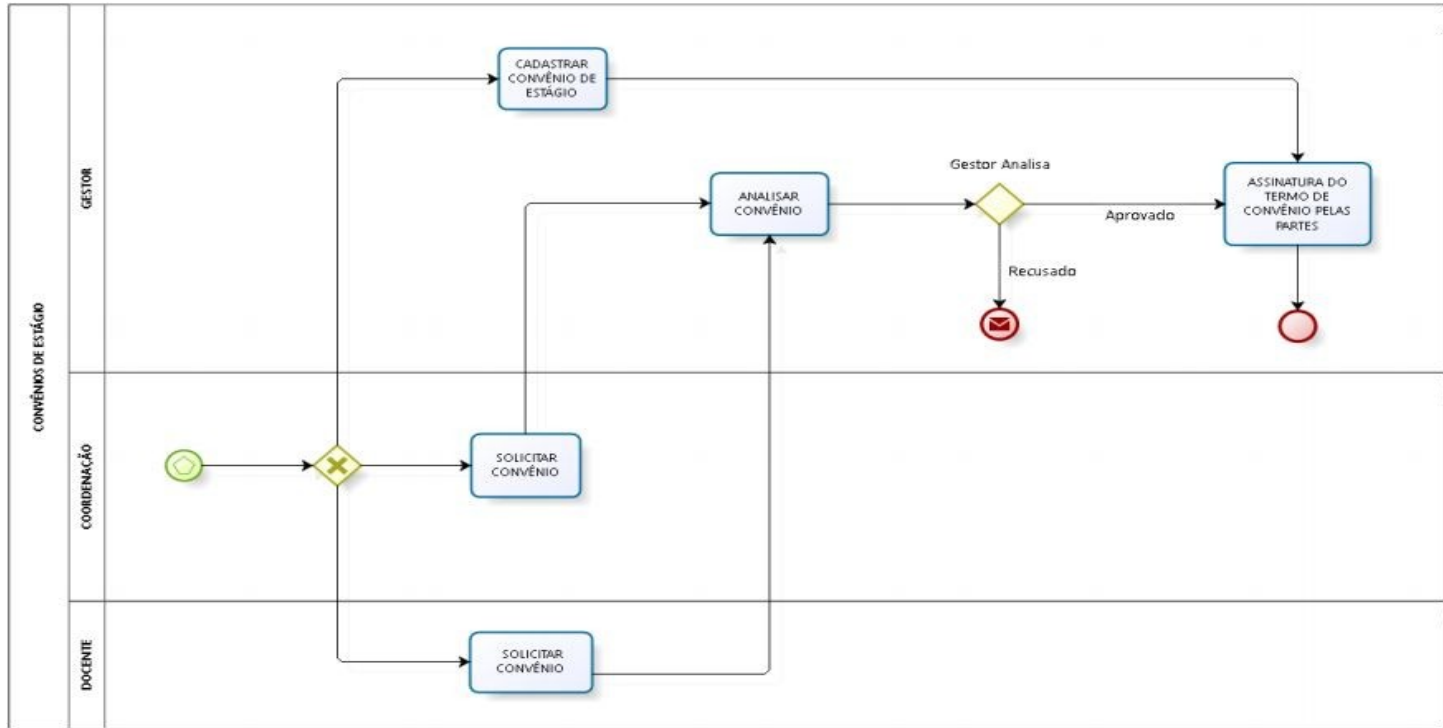 CONVÊNIOS DE ESTÁGIO
GESTOR
CADASTRAR
CONVÊNIO DE
ESTÁGIO
ANALISAR
CONVÊNIO
Gestor Analisa
Aprovado
Recusado
ASSINATURA DO
TERMO DE
CONVÊNIO PELAS
PARTES
COORDENAÇÃO
SOLICITAR
CONVÊNIO
DOCENTE
SOLICITAR
CONVÊNIO